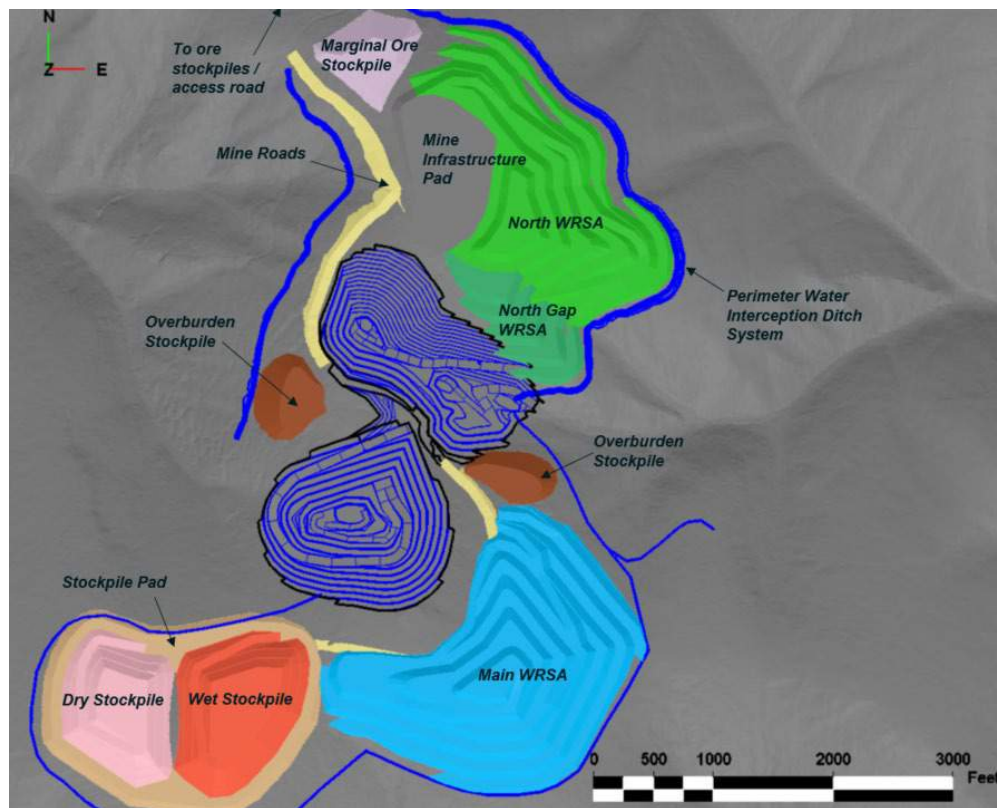 N
Z
E
To ore
stockpiles /
access road
Marginal Ore
Stockpile
Mine Roads
Mine
Infrastructure
Pad
North WRSA
North Gap
WRSA
Perimeter Water
Interception Ditch
System
Overburden
Stockpile
Overburden
Stockpile
Stockpile Pad
Dry Stockpile
Wet Stockpile
Main WRSA
0 500 1000 2000 3000
Feet